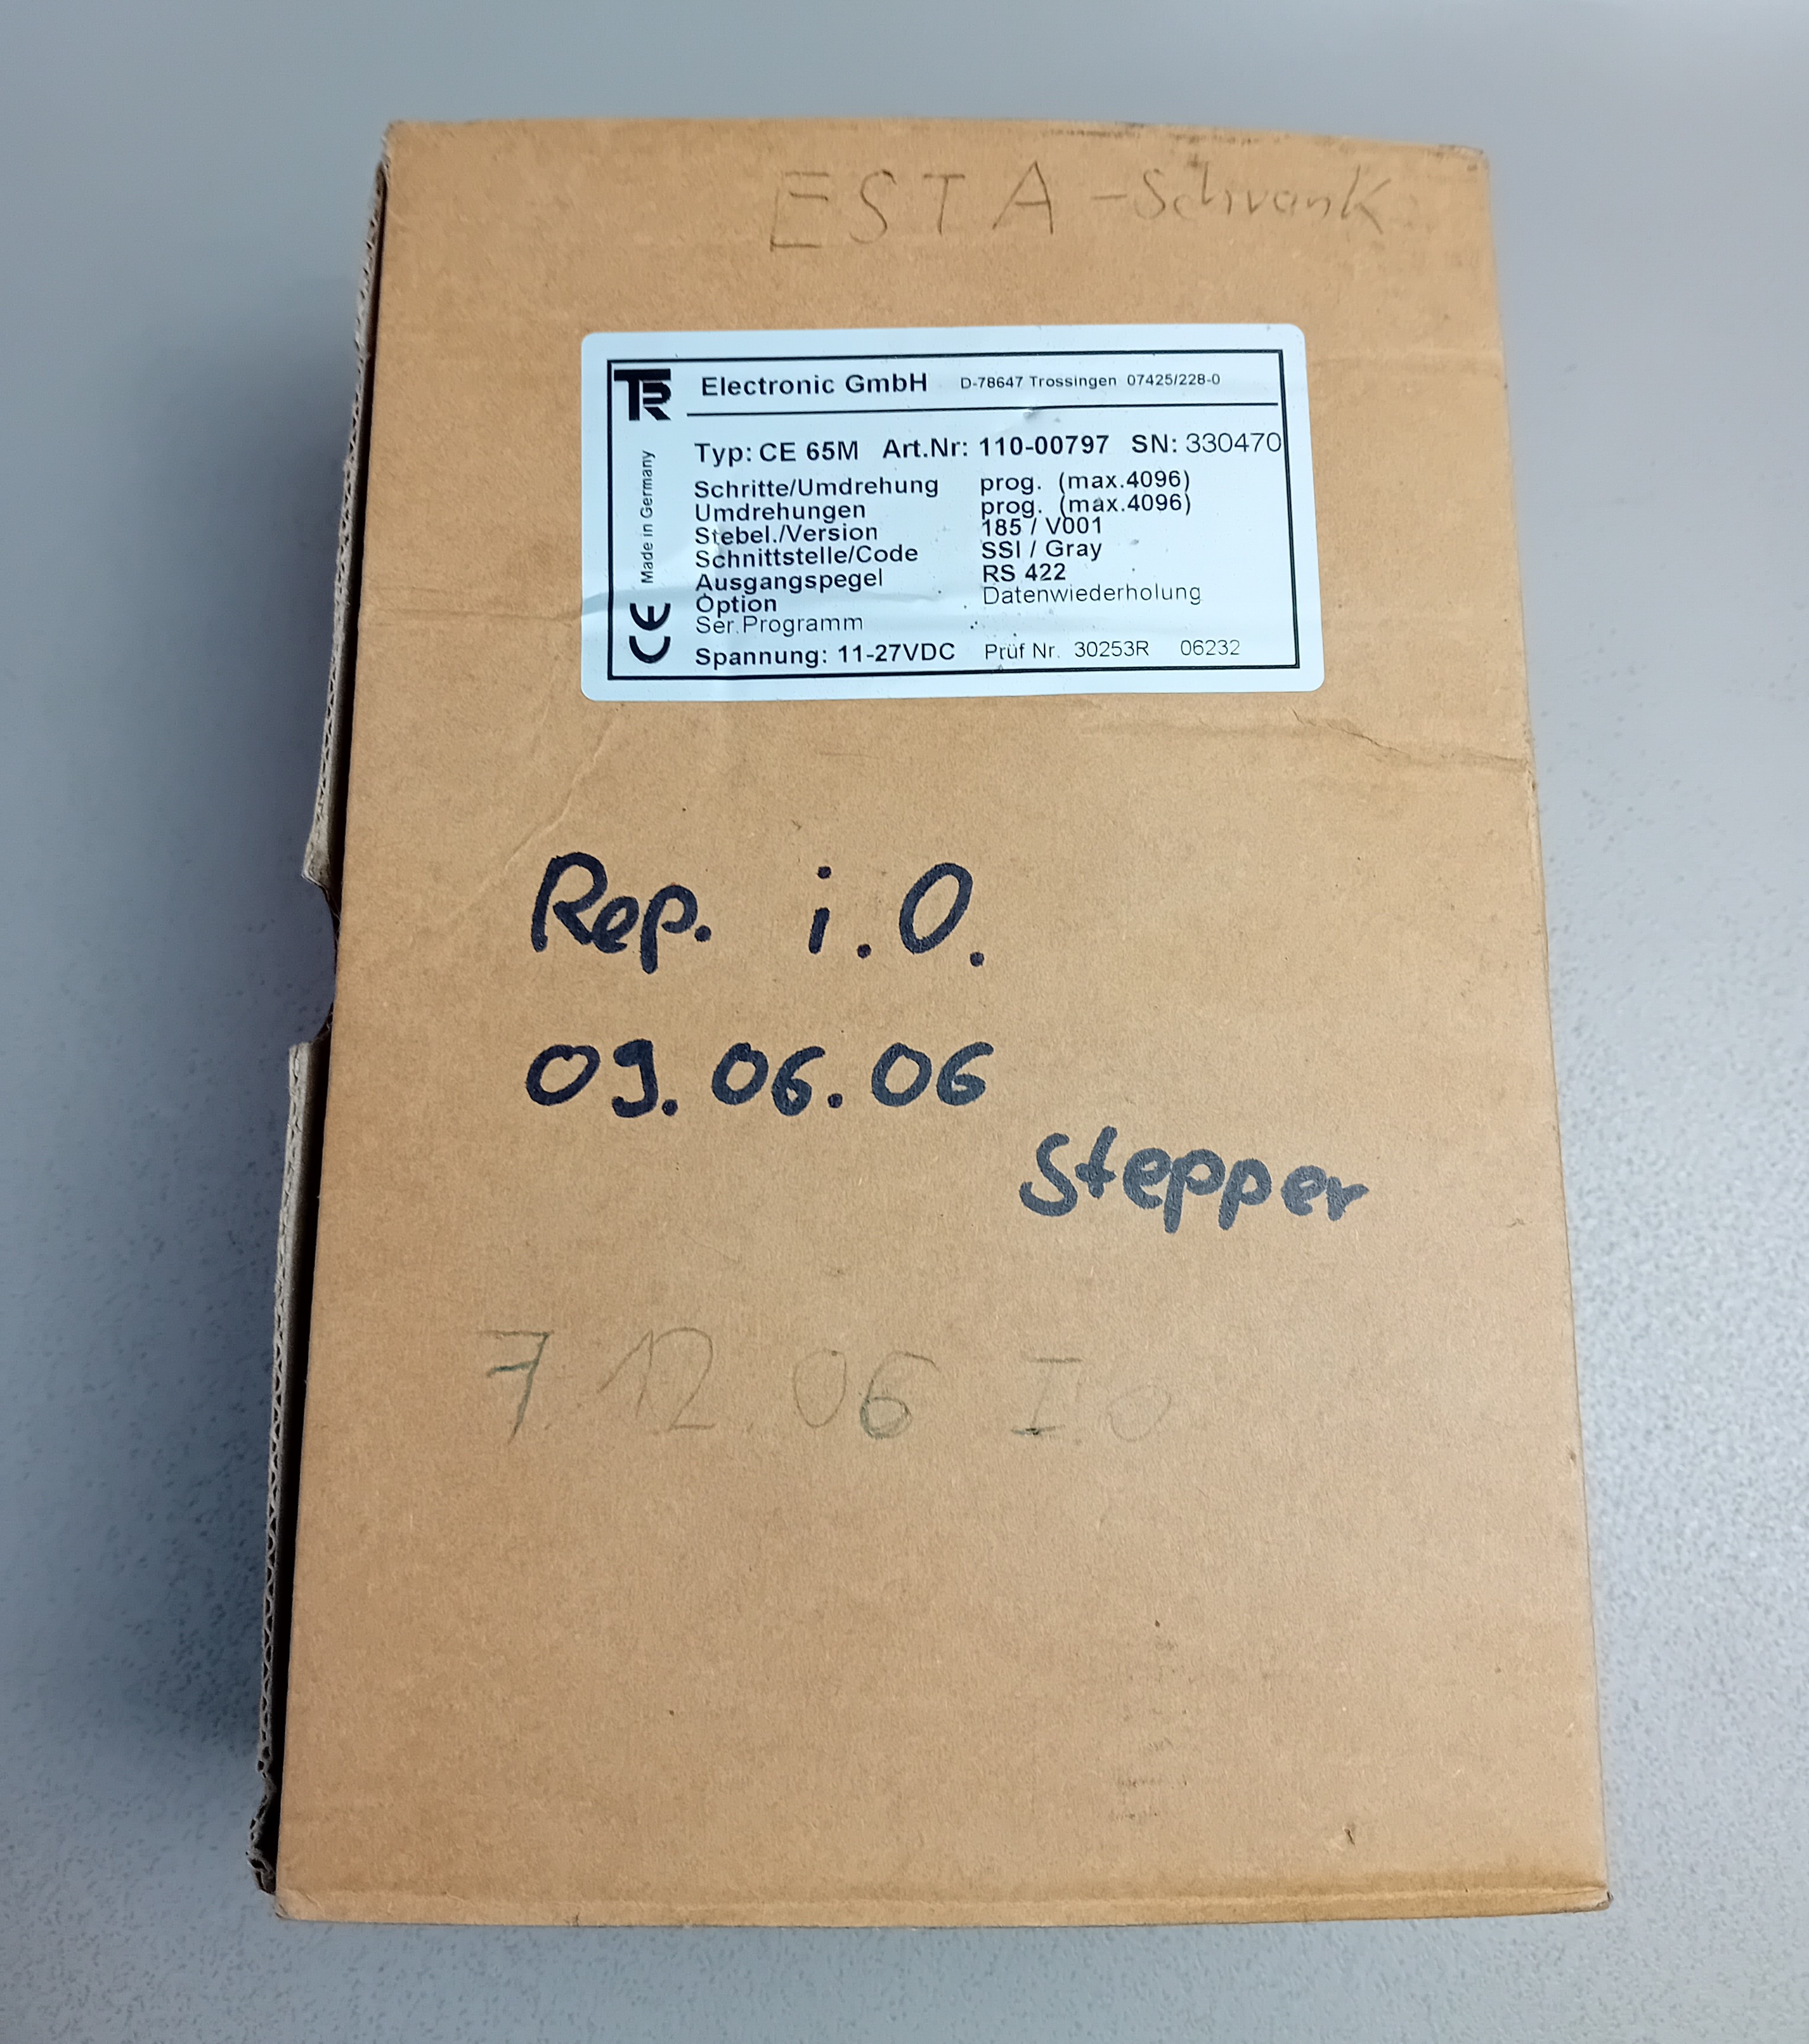 ESTA-Schrank
TR Electronic GmbH D-78647 Trossingen 07425/228-0
Typ: CE 65M Art.Nr: 110-00797 SN: 330470
Schritte/Umdrehung prog. (max.4096)
Umdrehungen prog. (max.4096)
Stebel./Version 185 / V001
Schnittstelle/Code SSI / Gray
Ausgangspegel RS 422
Option Datenwiederholung
Ser.Programm
Spannung: 11-27VDC Prüf Nr. 30253R 06232
Made in Germany
CE
Rep. i.O.
09.06.06
Stepper
7.12.06 I.O